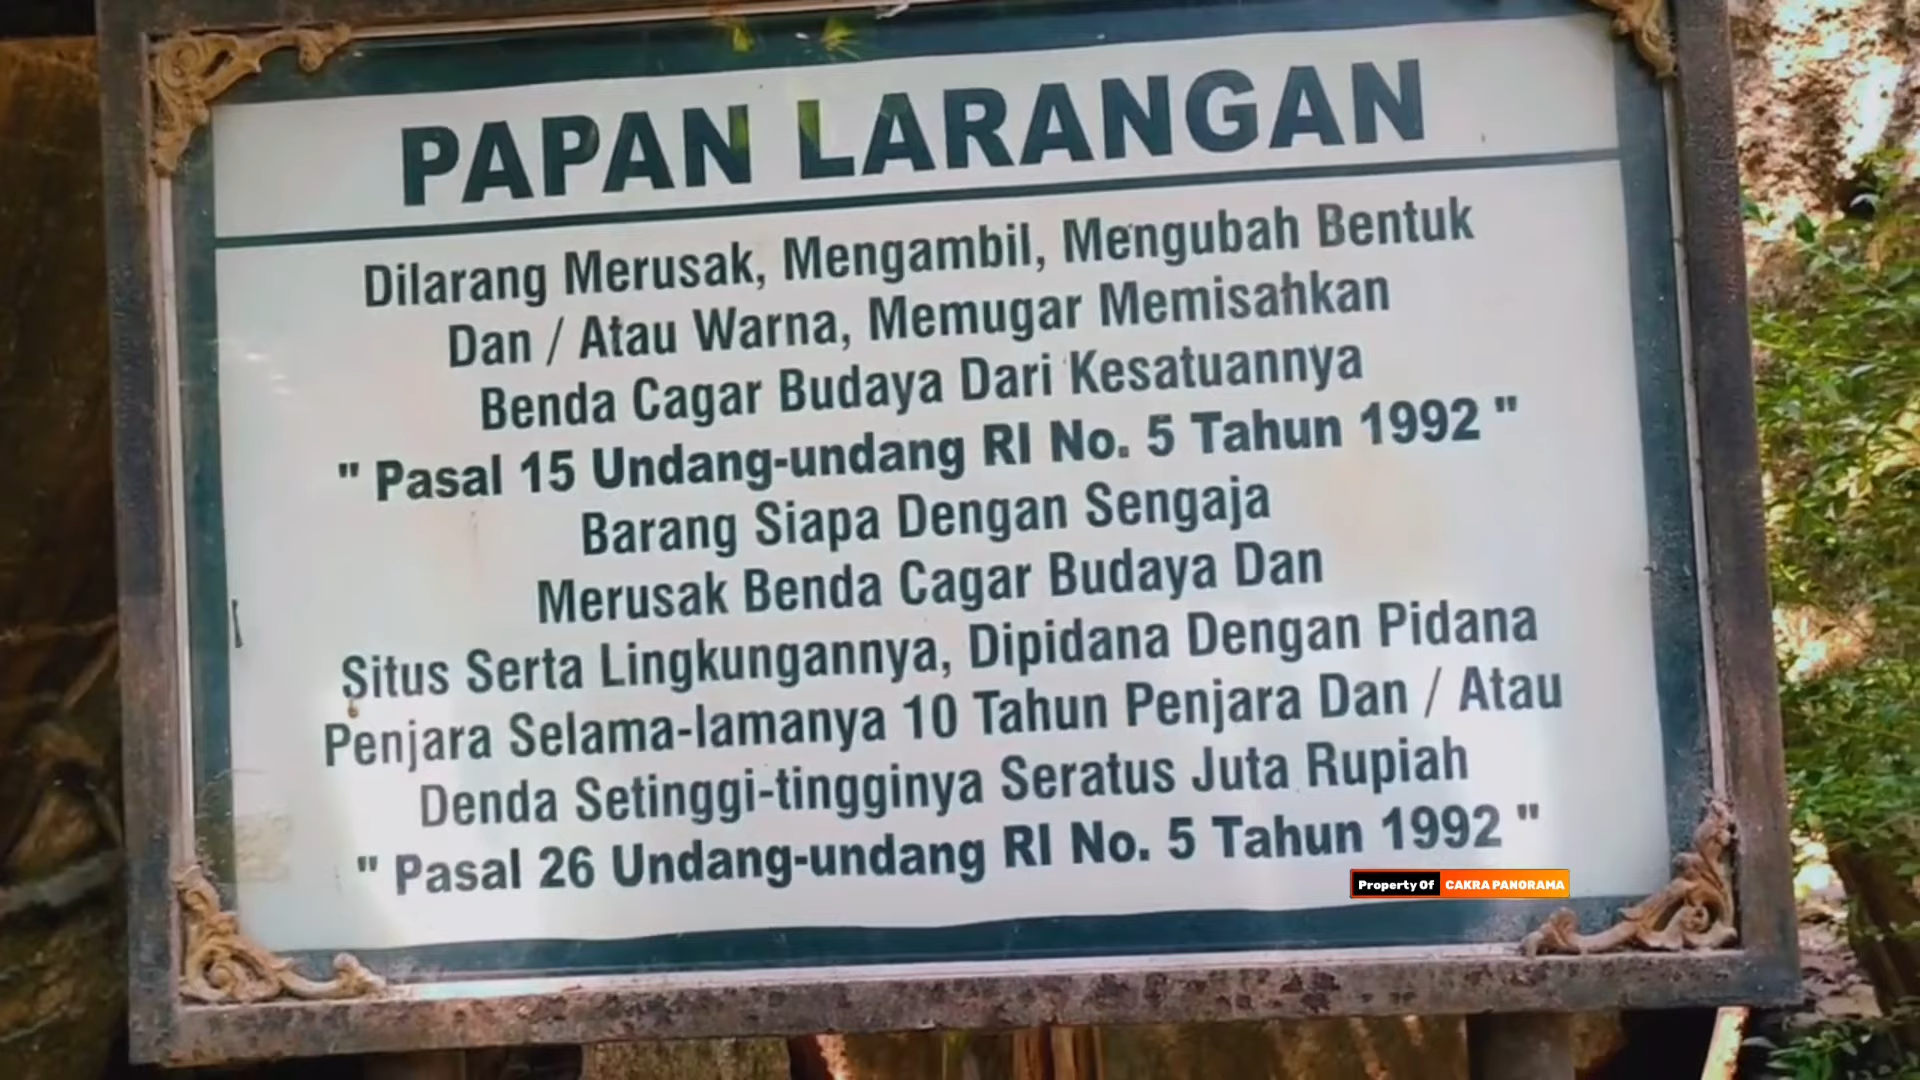 PAPAN LARANGAN
Dilarang Merusak, Mengambil, Mengubah Bentuk
Dan / Atau Warna, Memugar Memisahkan
Benda Cagar Budaya Dari Kesatuannya
" Pasal 15 Undang-undang RI No. 5 Tahun 1992 "
Barang Siapa Dengan Sengaja
Merusak Benda Cagar Budaya Dan
Situs Serta Lingkungannya, Dipidana Dengan Pidana
Penjara Selama-lamanya 10 Tahun Penjara Dan / Atau
Denda Setinggi-tingginya Seratus Juta Rupiah
" Pasal 26 Undang-undang RI No. 5 Tahun 1992 "
Property Of CAKRA PANORAMA